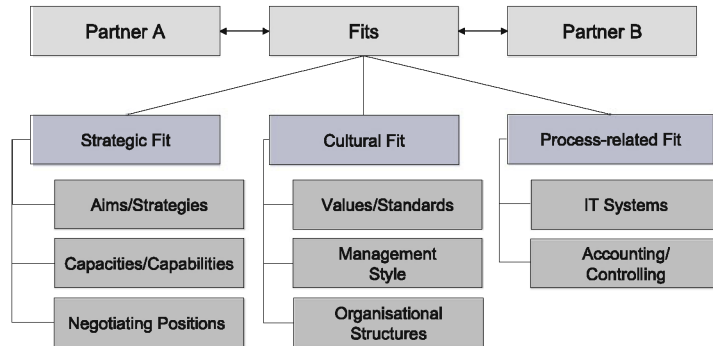 Partner A
Fits
Partner B
Strategic Fit
Cultural Fit
Process-related Fit
Aims/Strategies
Values/Standards
IT Systems
Capacities/Capabilities
Management
Style
Accounting/
Controlling
Negotiating Positions
Organisational
Structures